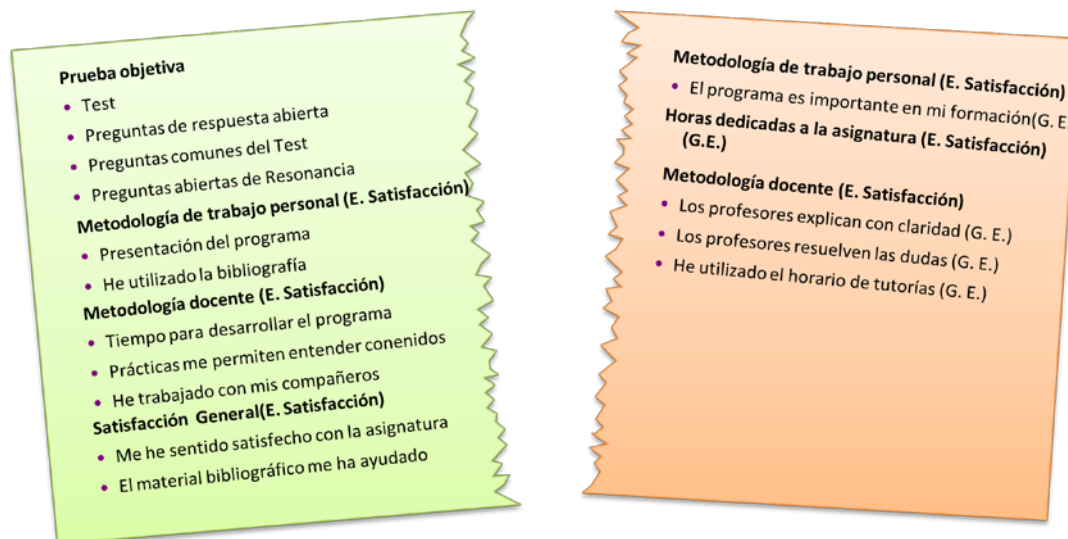 Prueba objetiva
• Test
• Preguntas de respuesta abierta
• Preguntas comunes del Test
• Preguntas abiertas de Resonancia
Metodología de trabajo personal (E. Satisfacción)
• Presentación del programa
• He utilizado la bibliografía
Metodología docente (E. Satisfacción)
• Tiempo para desarrollar el programa
• Prácticas me permiten entender conenidos
• He trabajado con mis compañeros
Satisfacción General(E. Satisfacción)
• Me he sentido satisfecho con la asignatura
• El material bibliográfico me ha ayudado
Metodología de trabajo personal (E. Satisfacción)
• El programa es importante en mi formación(G. E.
Horas dedicadas a la asignatura (E. Satisfacción)
(G.E.)
Metodología docente (E. Satisfacción)
• Los profesores explican con claridad (G. E.)
• Los profesores resuelven las dudas (G. E.)
• He utilizado el horario de tutorías (G. E.)